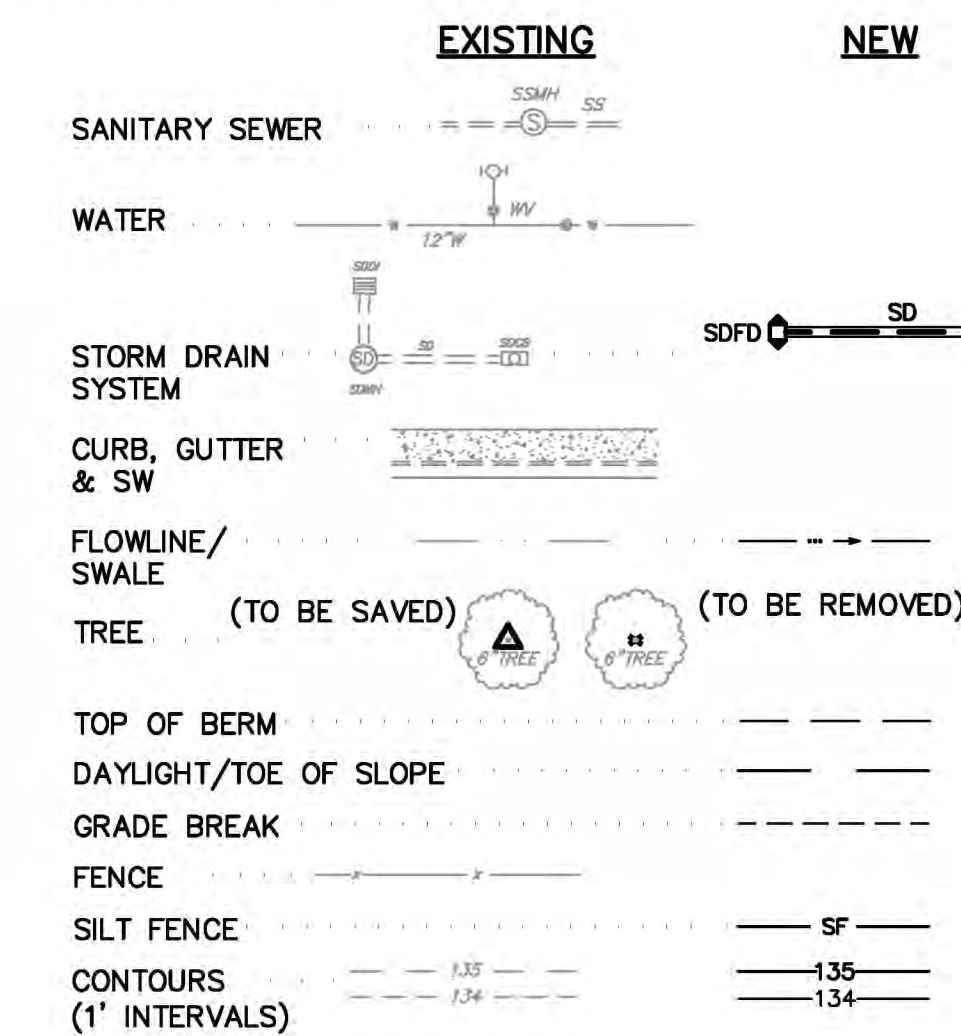 EXISTING NEW
SANITARY SEWER SSMH S SS
WATER WV 12"W
SDDI
STORM DRAIN SYSTEM SD SD SDCB SDFD SD
SDMH
CURB, GUTTER
& SW
FLOWLINE/
SWALE
TREE (TO BE SAVED) 6"TREE 6"TREE (TO BE REMOVED)
TOP OF BERM
DAYLIGHT/TOE OF SLOPE
GRADE BREAK
FENCE x x
SILT FENCE SF
CONTOURS 135 135
134 134
(1' INTERVALS)